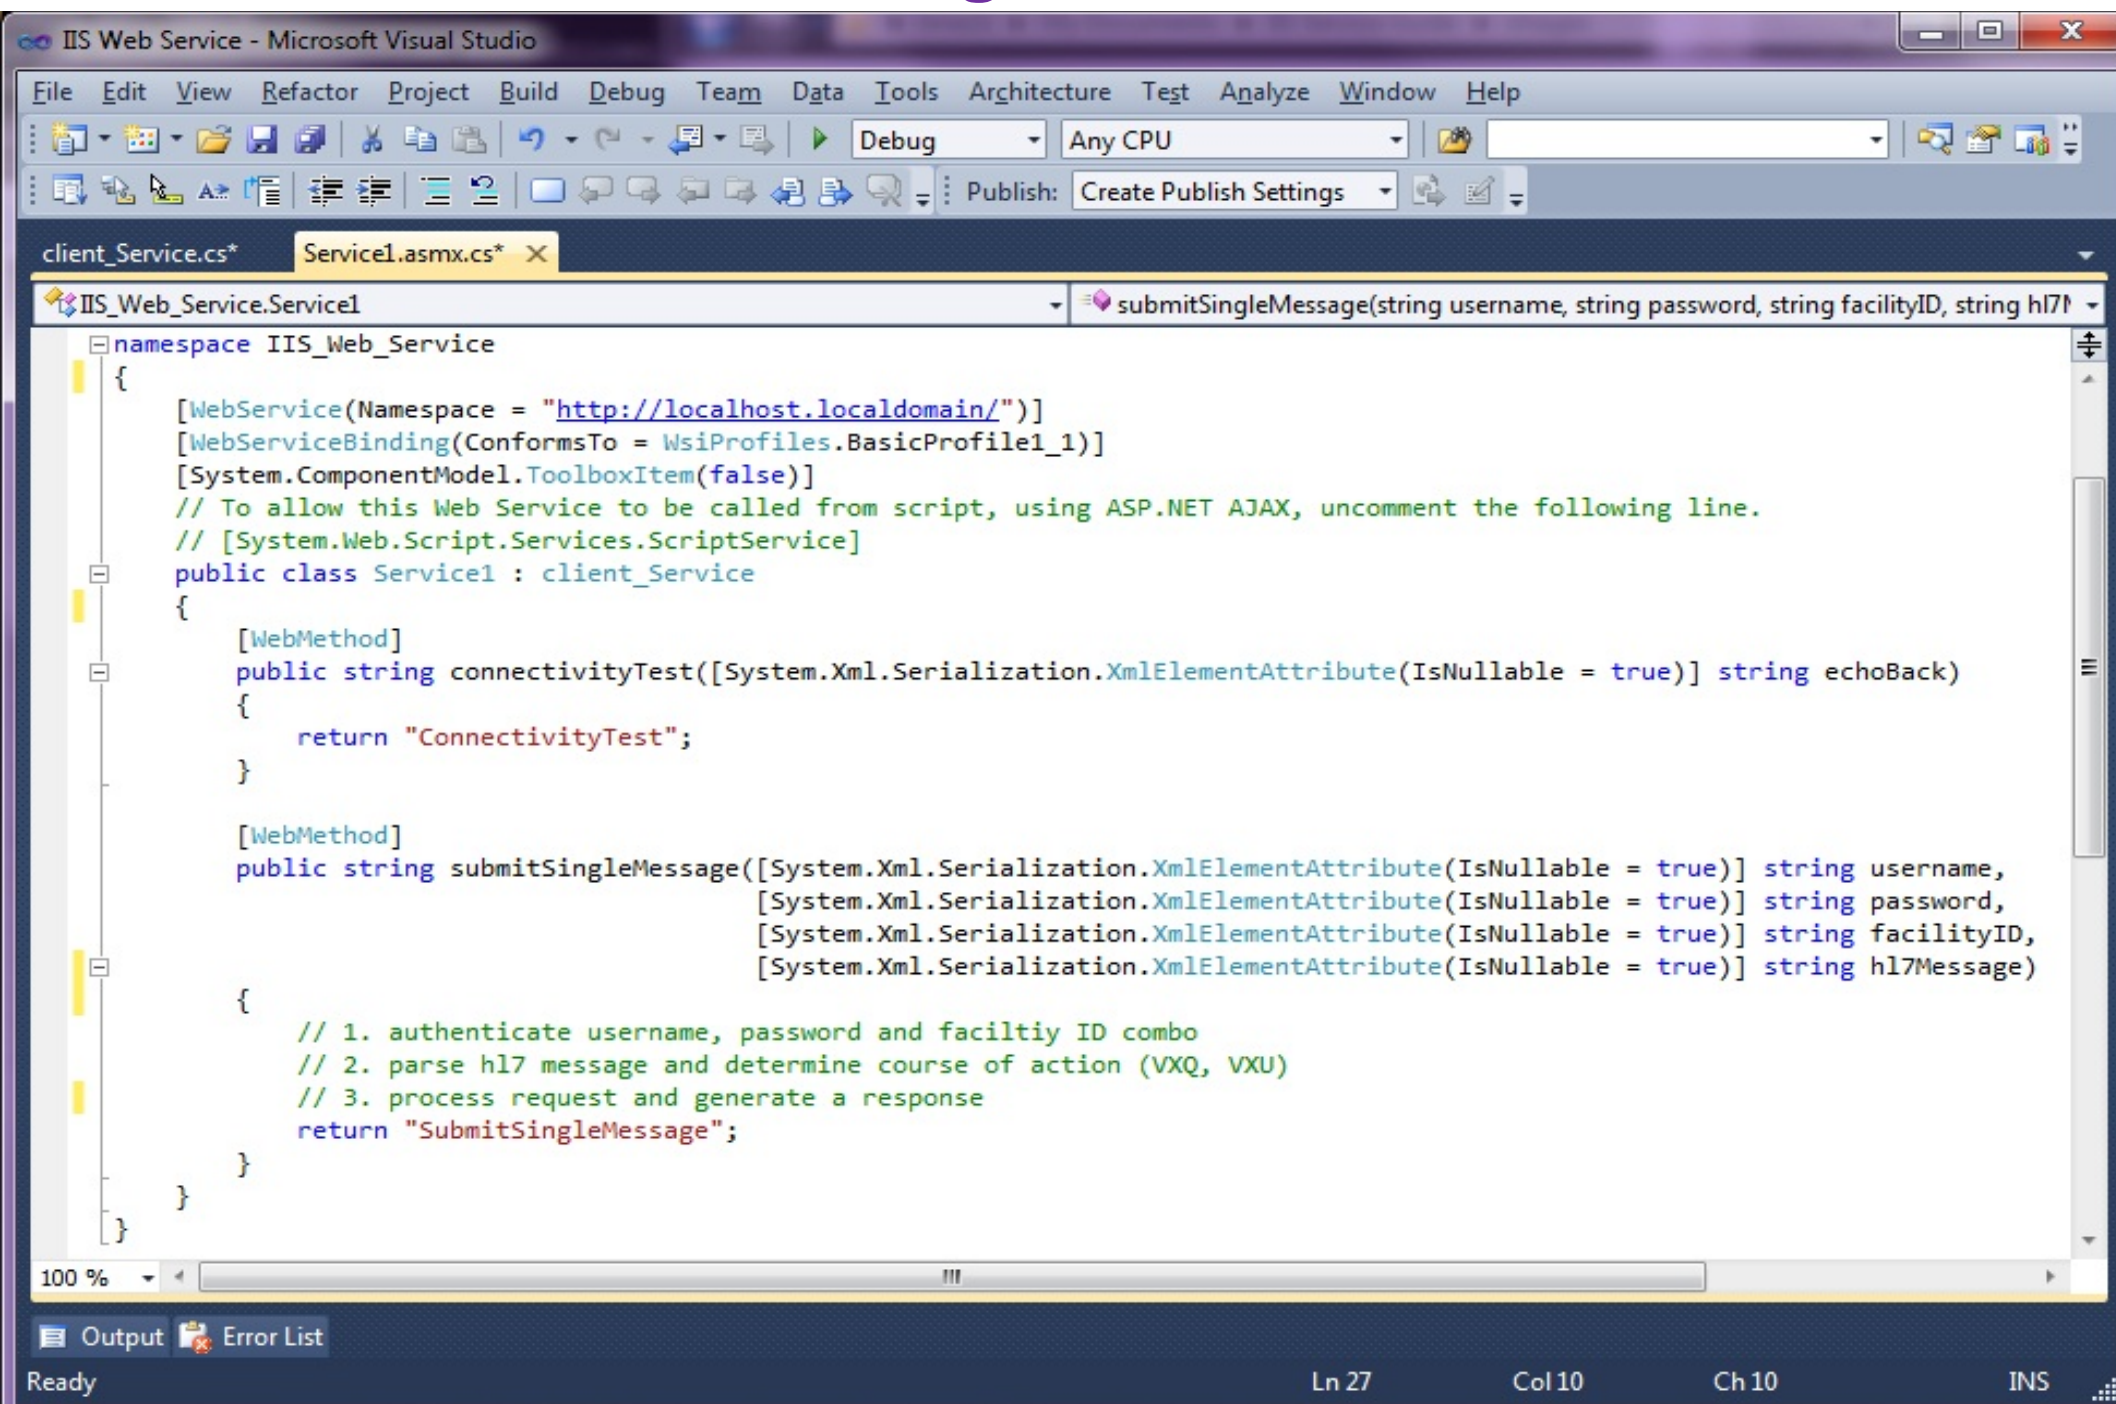 IIS Web Service - Microsoft Visual Studio
File Edit View Refactor Project Build Debug Team Data Tools Architecture Test Analyze Window Help
Debug Any CPU
Publish: Create Publish Settings
client_Service.cs* Service1.asmx.cs*
IIS_Web_Service.Service1 submitSingleMessage(string username, string password, string facilityID, string hl7M
namespace IIS_Web_Service
{
[WebService(Namespace = "http://localhost.localdomain/")]
[WebServiceBinding(ConformsTo = WsiProfiles.BasicProfile1_1)]
[System.ComponentModel.ToolboxItem(false)]
// To allow this Web Service to be called from script, using ASP.NET AJAX, uncomment the following line.
// [System.Web.Script.Services.ScriptService]
public class Service1 : client_Service
{
[WebMethod]
public string connectivityTest([System.Xml.Serialization.XmlElementAttribute(IsNullable = true)] string echoBack)
{
return "ConnectivityTest";
}
[WebMethod]
public string submitSingleMessage([System.Xml.Serialization.XmlElementAttribute(IsNullable = true)] string username,
[System.Xml.Serialization.XmlElementAttribute(IsNullable = true)] string password,
[System.Xml.Serialization.XmlElementAttribute(IsNullable = true)] string facilityID,
[System.Xml.Serialization.XmlElementAttribute(IsNullable = true)] string hl7Message)
{
// 1. authenticate username, password and faciltiy ID combo
// 2. parse hl7 message and determine course of action (VXQ, VXU)
// 3. process request and generate a response
return "SubmitSingleMessage";
}
}
}
100 %
Output Error List
Ready Ln 27 Col 10 Ch 10 INS